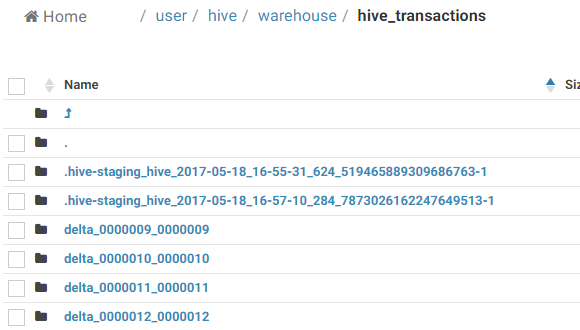 Home / user / hive / warehouse / hive_transactions
Name Siz
.
.hive-staging_hive_2017-05-18_16-55-31_624_519465889309686763-1
.hive-staging_hive_2017-05-18_16-57-10_284_7873026162247649513-1
delta_0000009_0000009
delta_0000010_0000010
delta_0000011_0000011
delta_0000012_0000012